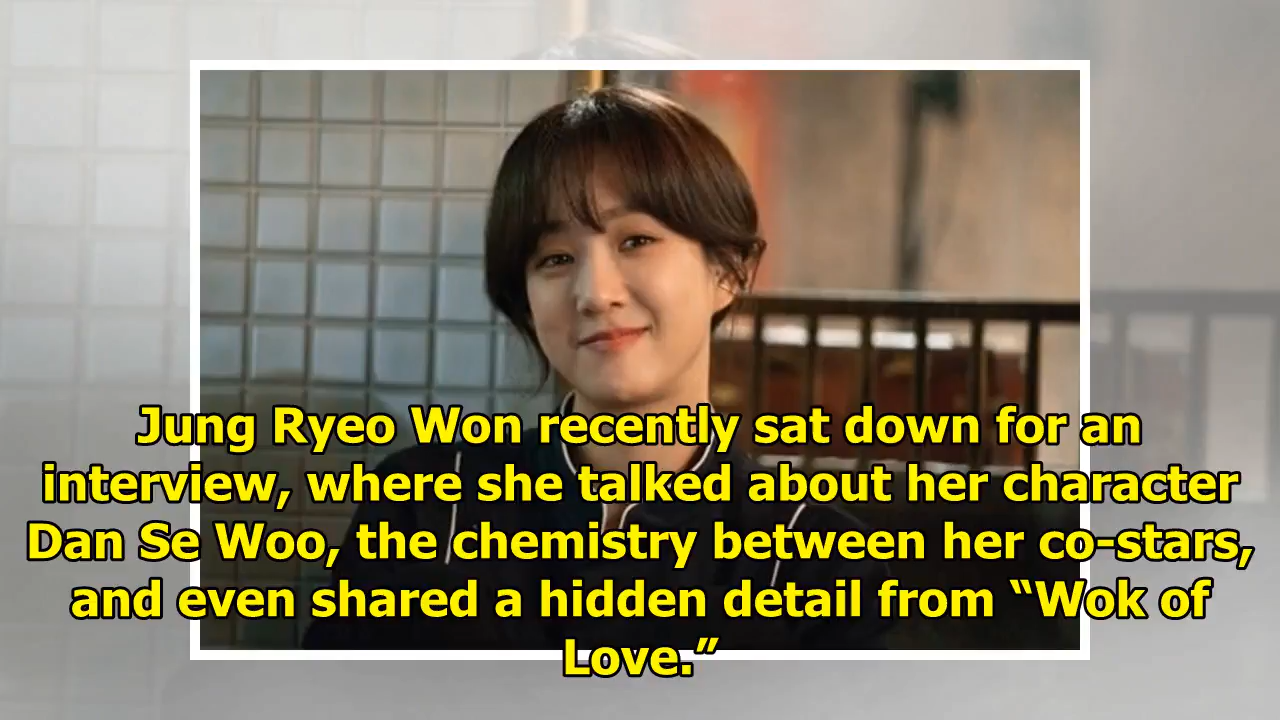 Jung Ryeo Won recently sat down for an
interview, where she talked about her character
Dan Se Woo, the chemistry between her co-stars,
and even shared a hidden detail from “Wok of
Love.”